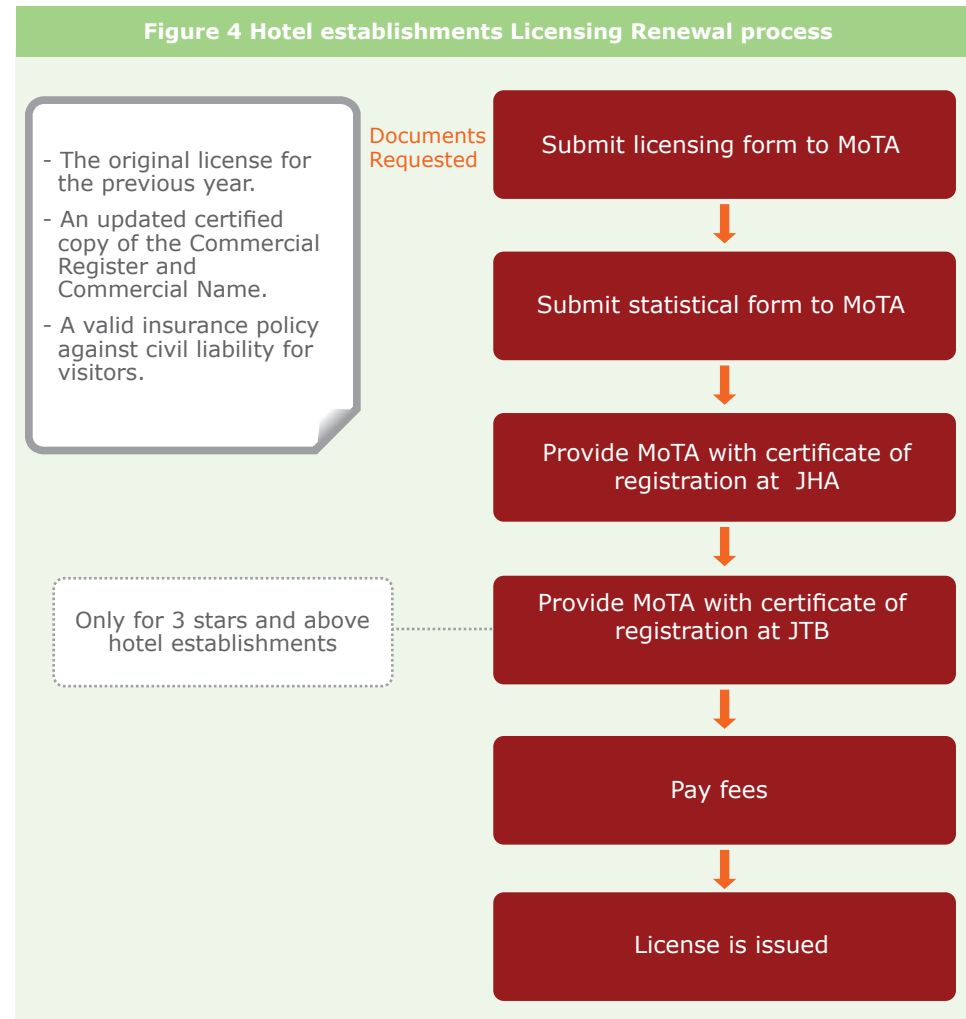 Figure 4 Hotel establishments Licensing Renewal process
- The original license for
the previous year.
- An updated certified
copy of the Commercial
Register and
Commercial Name.
- A valid insurance policy
against civil liability for
visitors.
Documents
Requested
Submit licensing form to MoTA
Submit statistical form to MoTA
Provide MoTA with certificate of
registration at JHA
Only for 3 stars and above
hotel establishments
Provide MoTA with certificate of
registration at JTB
Pay fees
License is issued